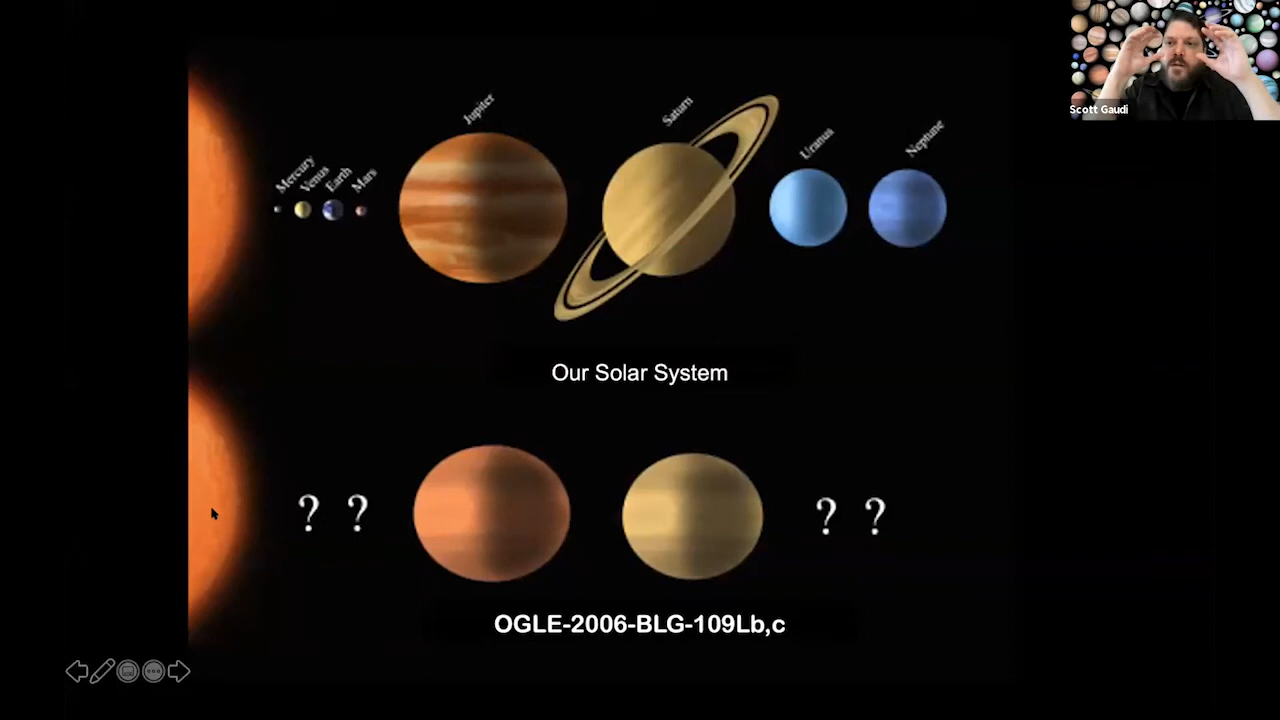 Scott Gaudi
Mercury
Venus
Earth
Mars
Jupiter
Saturn
Uranus
Neptune
Our Solar System
? ?
? ?
OGLE-2006-BLG-109Lb,c